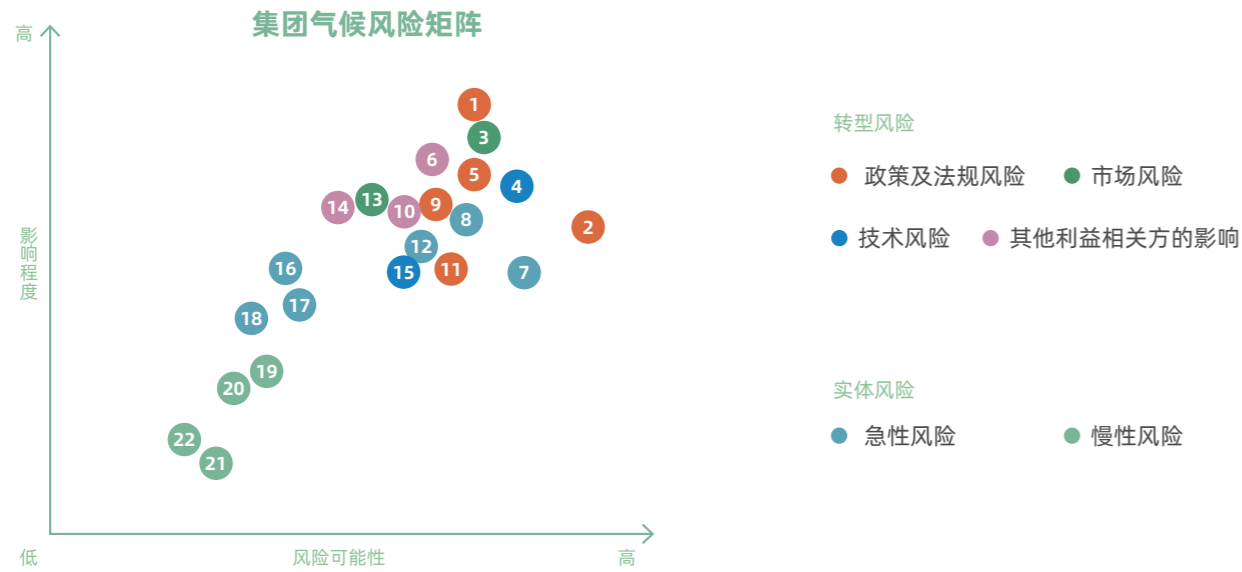 集团气候风险矩阵
高
1
3
6
5
4
13
14
10
9
8
2
12
16
15
11
7
17
18
19
20
22
21
影响程度
低
风险可能性
高
转型风险
政策及法规风险
市场风险
技术风险
其他利益相关方的影响
实体风险
急性风险
慢性风险